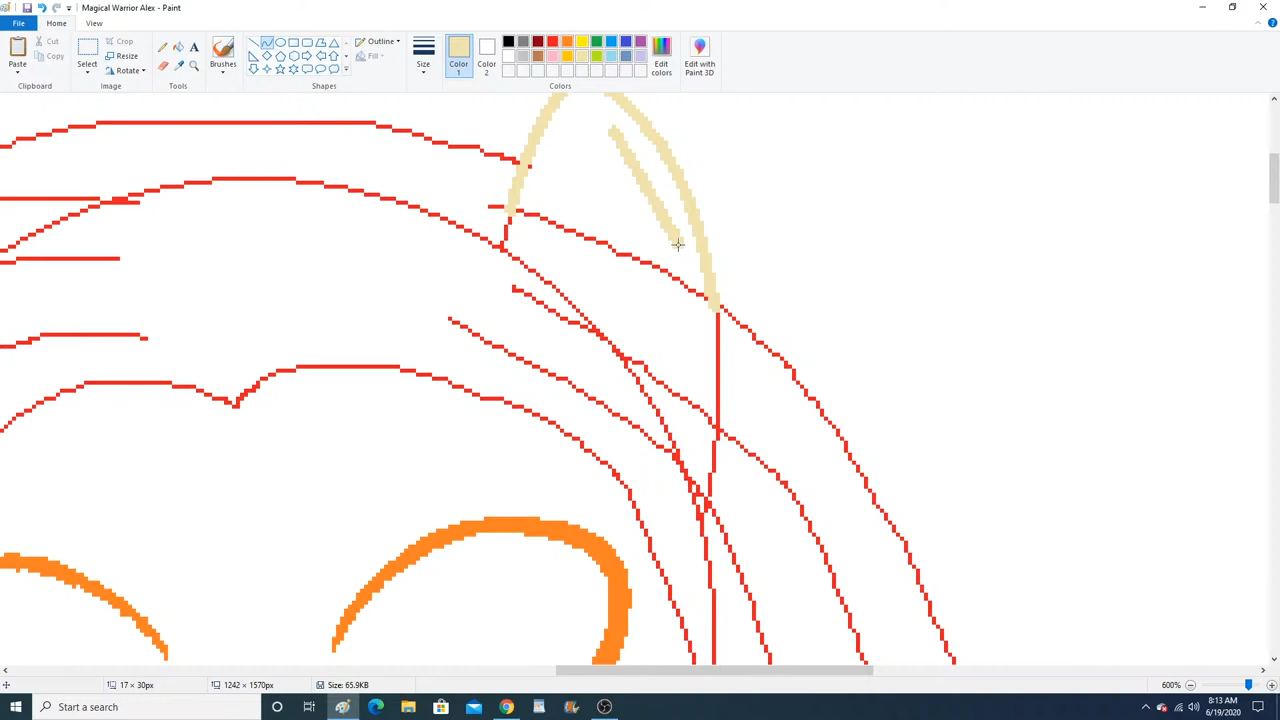 Magical Warrior Alex - Paint
File
Home
View
Paste
Cut
Copy
Clipboard
Select
Crop
Resize
Rotate
Image
A
Tools
Brushes
Outline
Fill
Shapes
Size
Color 1
Color 2
Edit colors
Edit with Paint 3D
Colors
17 × 30px
1242 × 1570px
Size: 65.9KB
600%
Search
Start a search
8:13 AM
6/19/2020